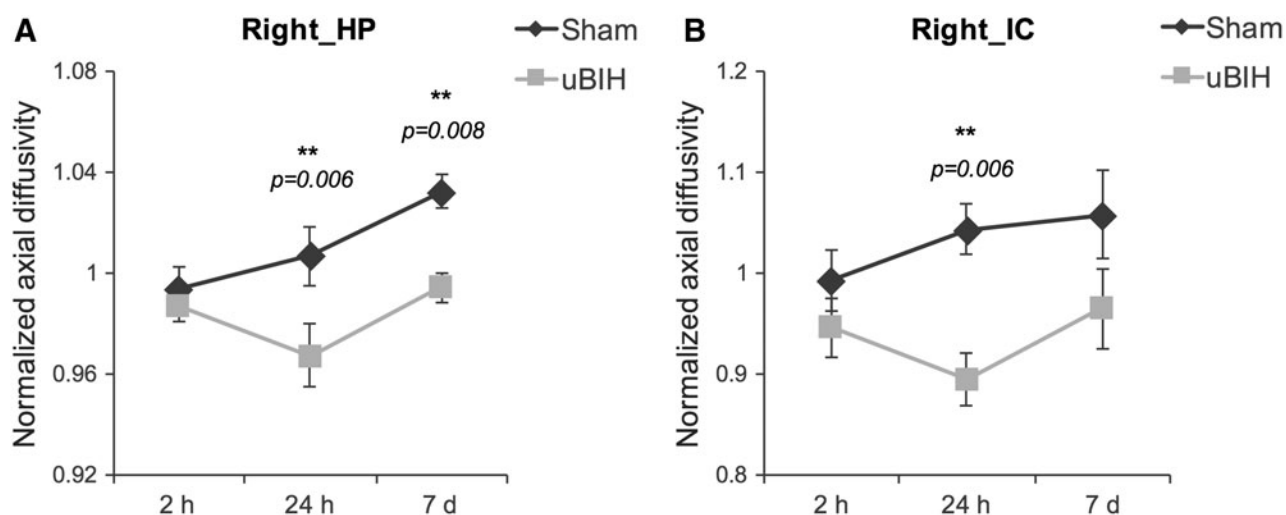 A
Right_HP
Sham
uBIH
Normalized axial diffusivity
1.08
1.04
1
0.96
0.92
**
p=0.006
**
p=0.008
2 h
24 h
7 d
B
Right_IC
Sham
uBIH
Normalized axial diffusivity
1.2
1.1
1
0.9
0.8
**
p=0.006
2 h
24 h
7 d